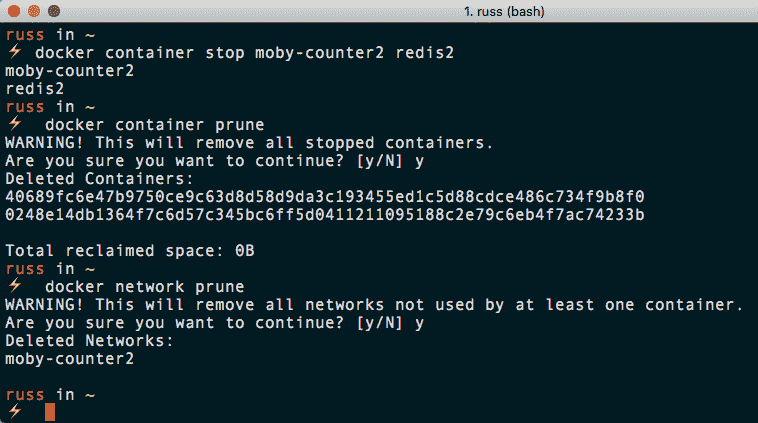 1. russ (bash)
russ in ~
⚡ docker container stop moby-counter2 redis2
moby-counter2
redis2
russ in ~
⚡ docker container prune
WARNING! This will remove all stopped containers.
Are you sure you want to continue? [y/N] y
Deleted Containers:
40689fc6e47b9750ce9c63d8d58d9da3c193455ed1c5d88cdce486c734f9b8f0
0248e14db1364f7c6d57c345bc6ff5d0411211095188c2e79c6eb4f7ac74233b
Total reclaimed space: 0B
russ in ~
⚡ docker network prune
WARNING! This will remove all networks not used by at least one container.
Are you sure you want to continue? [y/N] y
Deleted Networks:
moby-counter2
russ in ~
⚡